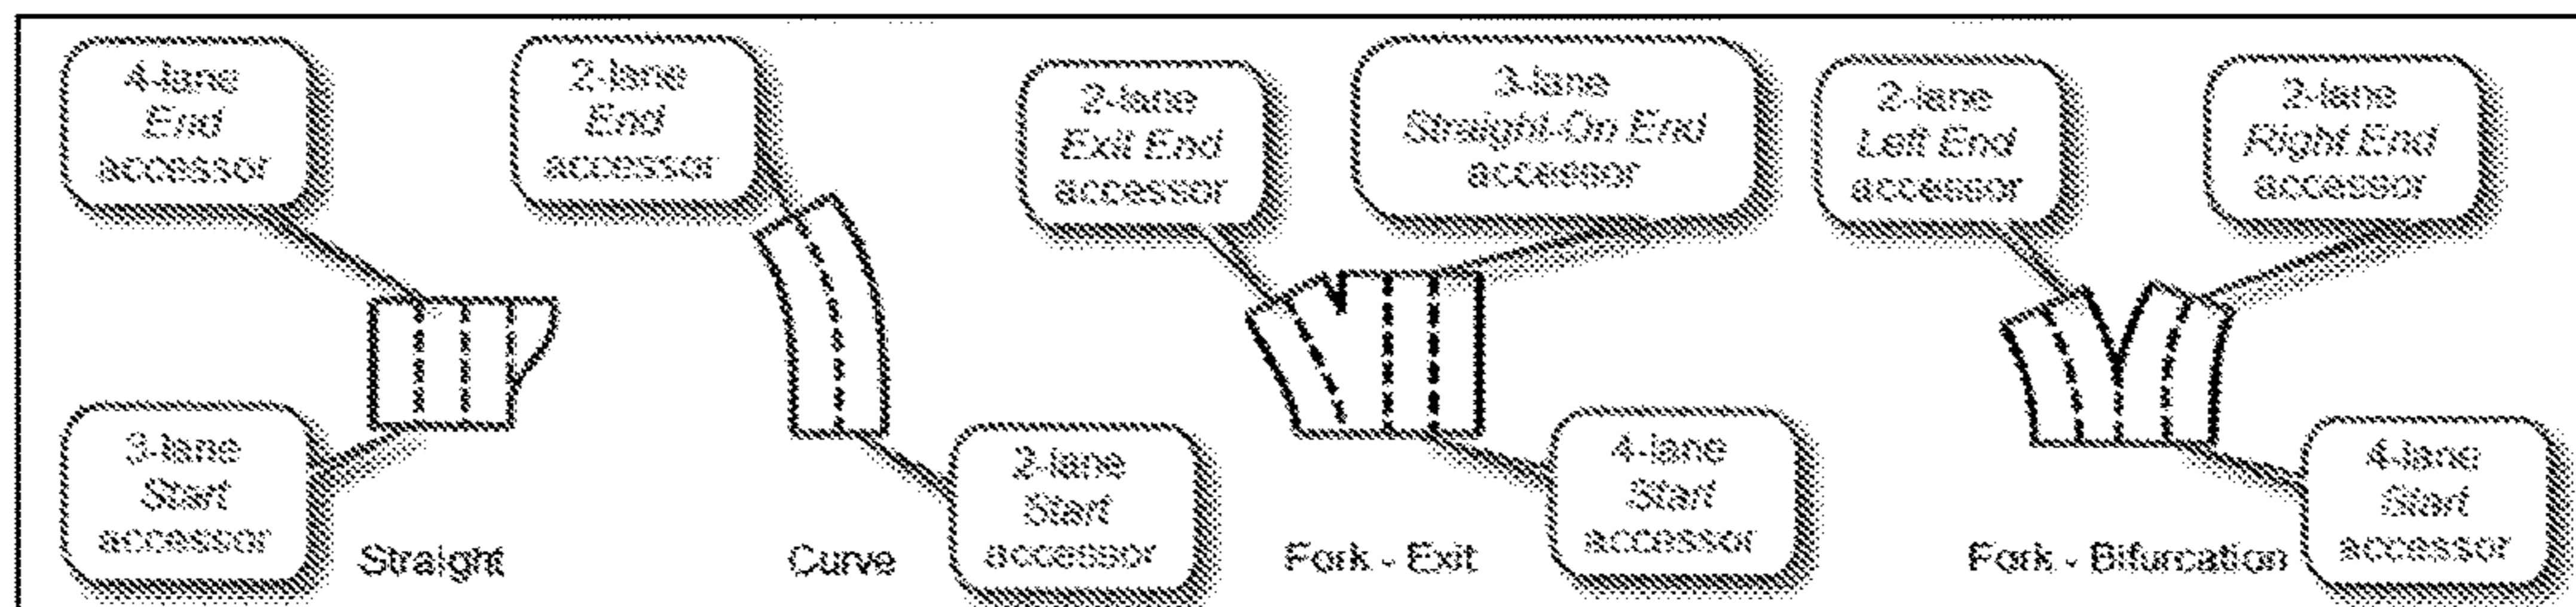 4-lane
End
accessor
2-lane
End
accessor
2-lane
Exit End
accessor
3-lane
Straight-On End
accessor
2-lane
Left End
accessor
2-lane
Right End
accessor
3-lane
Start
accessor
Straight
Curve
2-lane
Start
accessor
Fork - Exit
4-lane
Start
accessor
Fork - Bifurcation
4-lane
Start
accessor